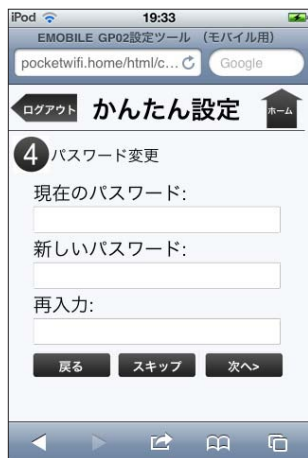 iPod 19:33
EMOBILE GP02設定ツール （モバイル用）
pocketwifi.home/html/c... Google
ログアウト かんたん設定 ホーム
4 パスワード変更
現在のパスワード:
新しいパスワード:
再入力:
戻る スキップ 次へ>